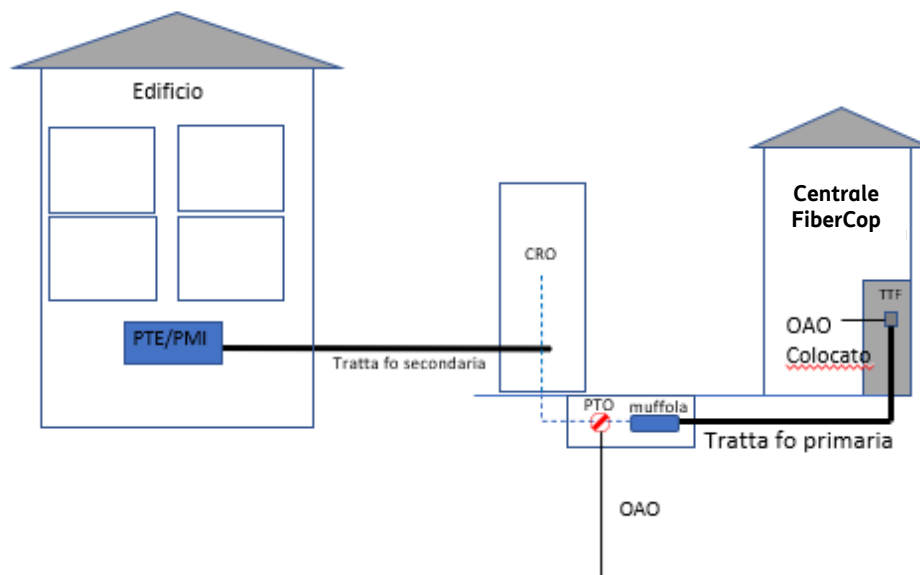 Edificio
Centrale
FiberCop
CRO
TTF
OAO
Colocato
PTE/PMI
Tratta fo secondaria
PTO
muffola
Tratta fo primaria
OAO